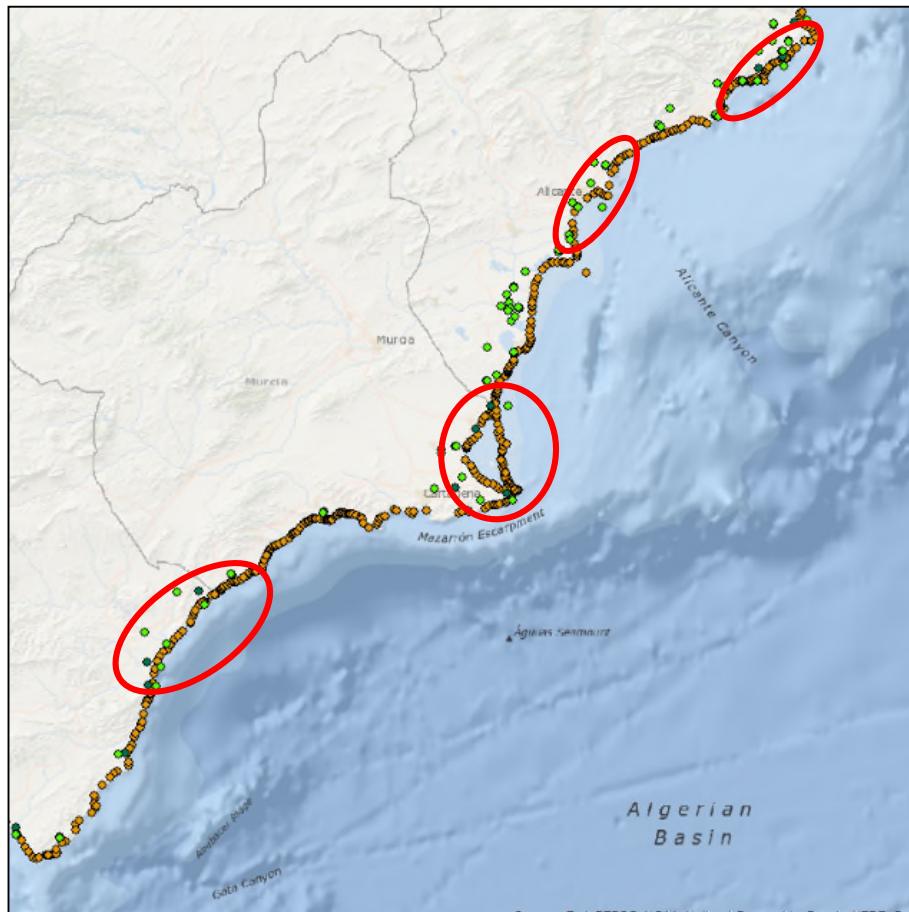 Alicante
Alicante Canyon
Murcia
Murcia
Cartagena
Mazarrón Escarpment
Águilas Seamount
Algerian
Basin
Gata Canyon